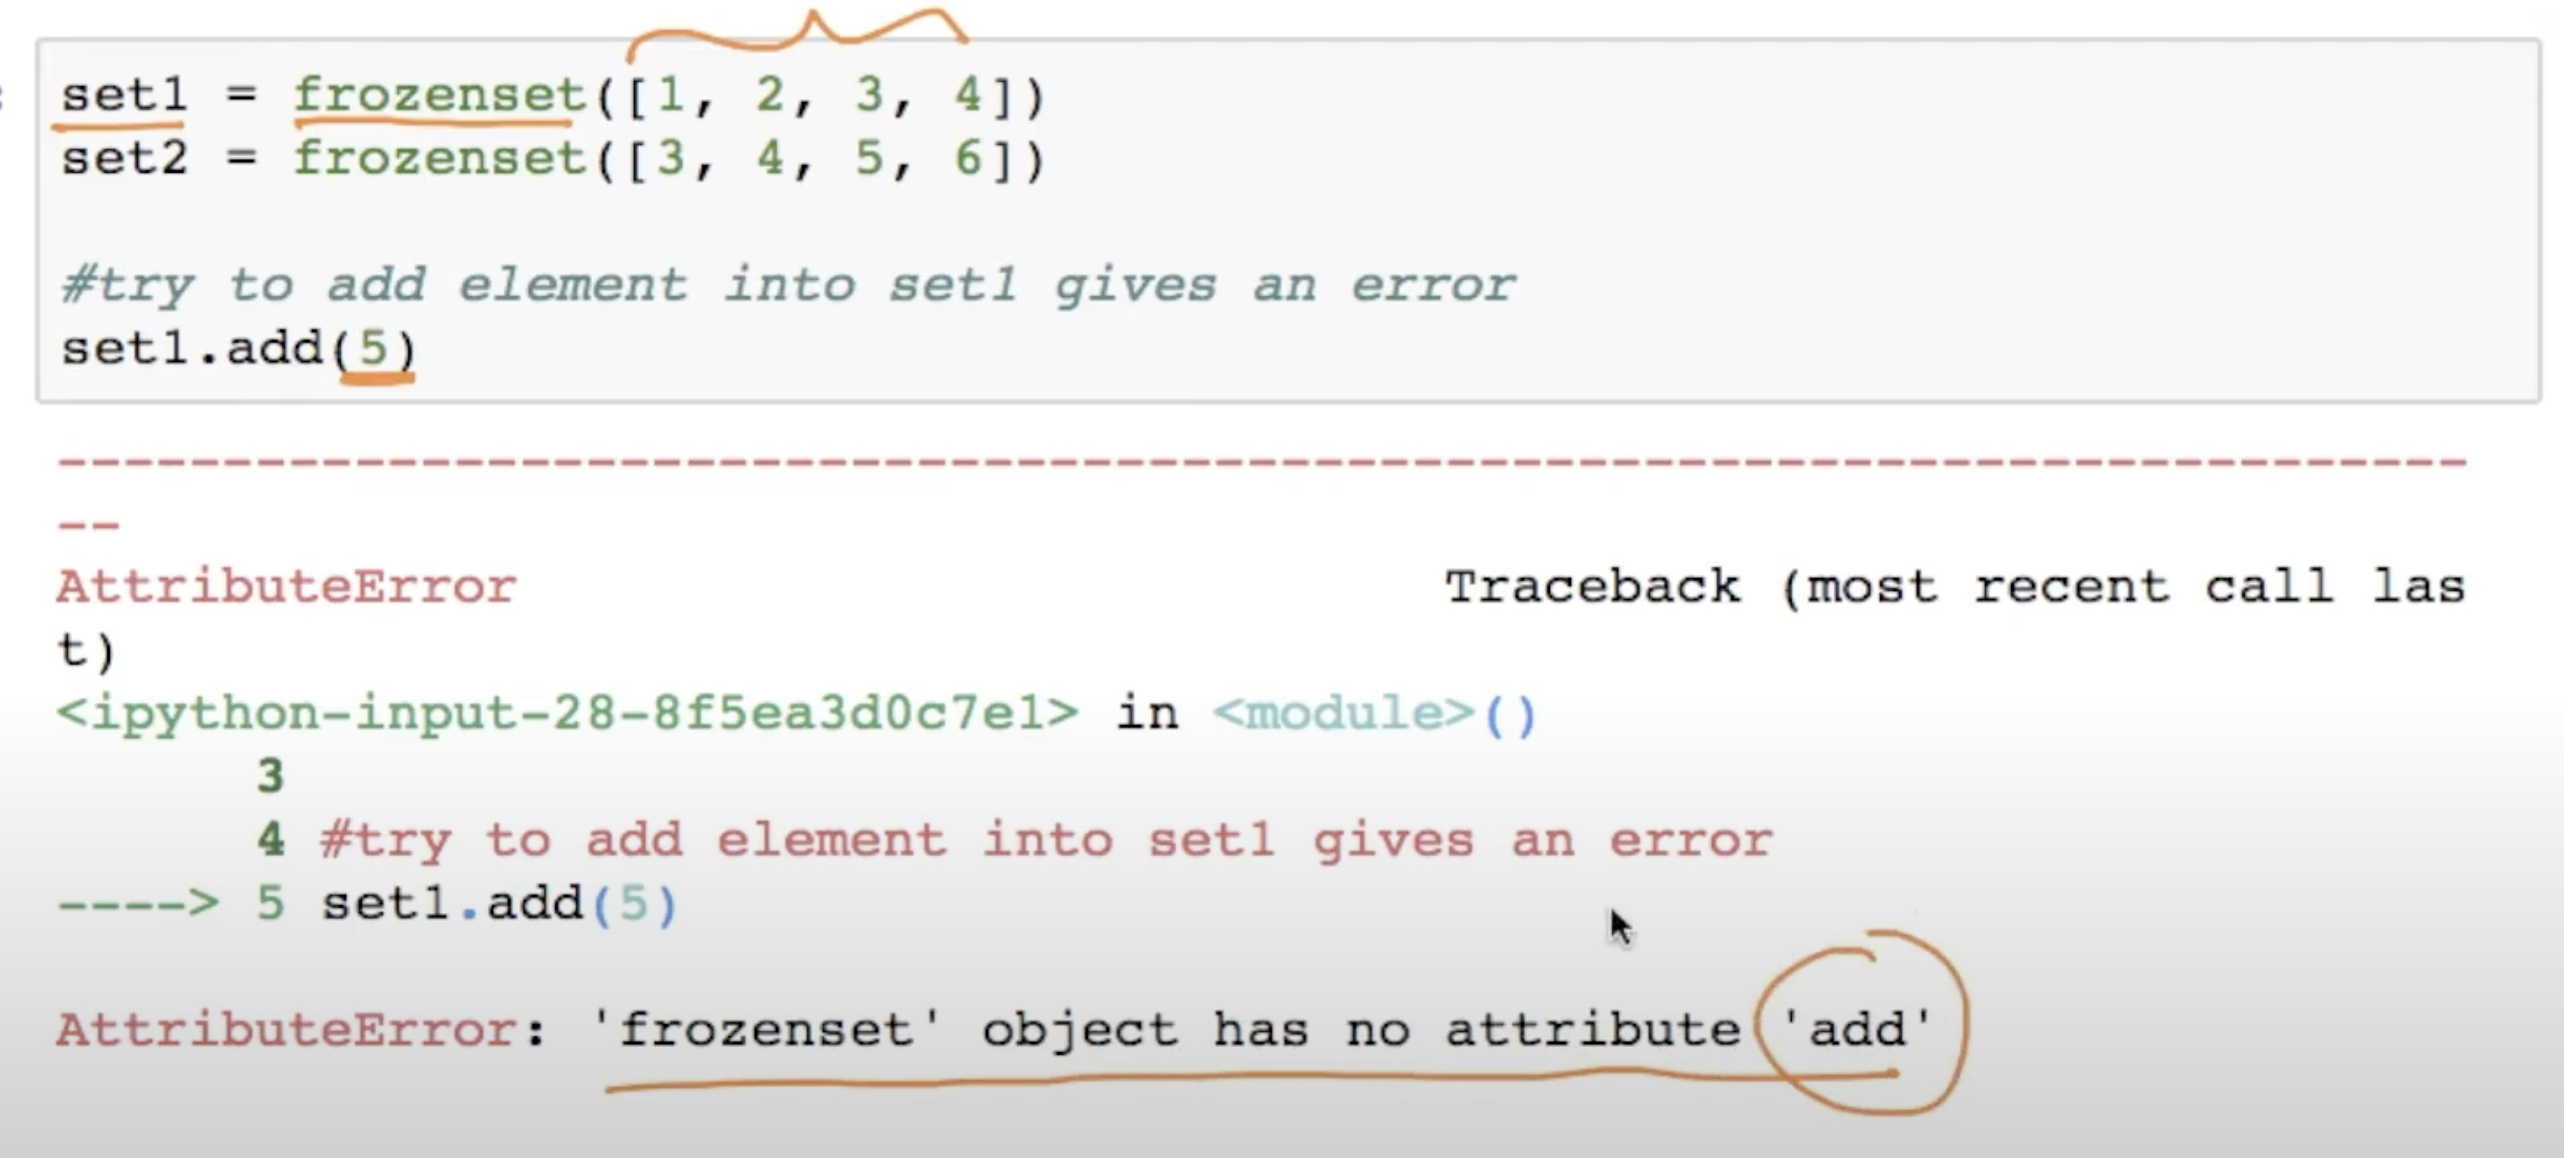 set1 = frozenset([1, 2, 3, 4])
set2 = frozenset([3, 4, 5, 6])
#try to add element into set1 gives an error
set1.add(5)
--------------------------------------------------------------------------
--
AttributeError                            Traceback (most recent call las
t)
<ipython-input-28-8f5ea3d0c7e1> in <module>()
      3
      4 #try to add element into set1 gives an error
----> 5 set1.add(5)
AttributeError: 'frozenset' object has no attribute 'add'